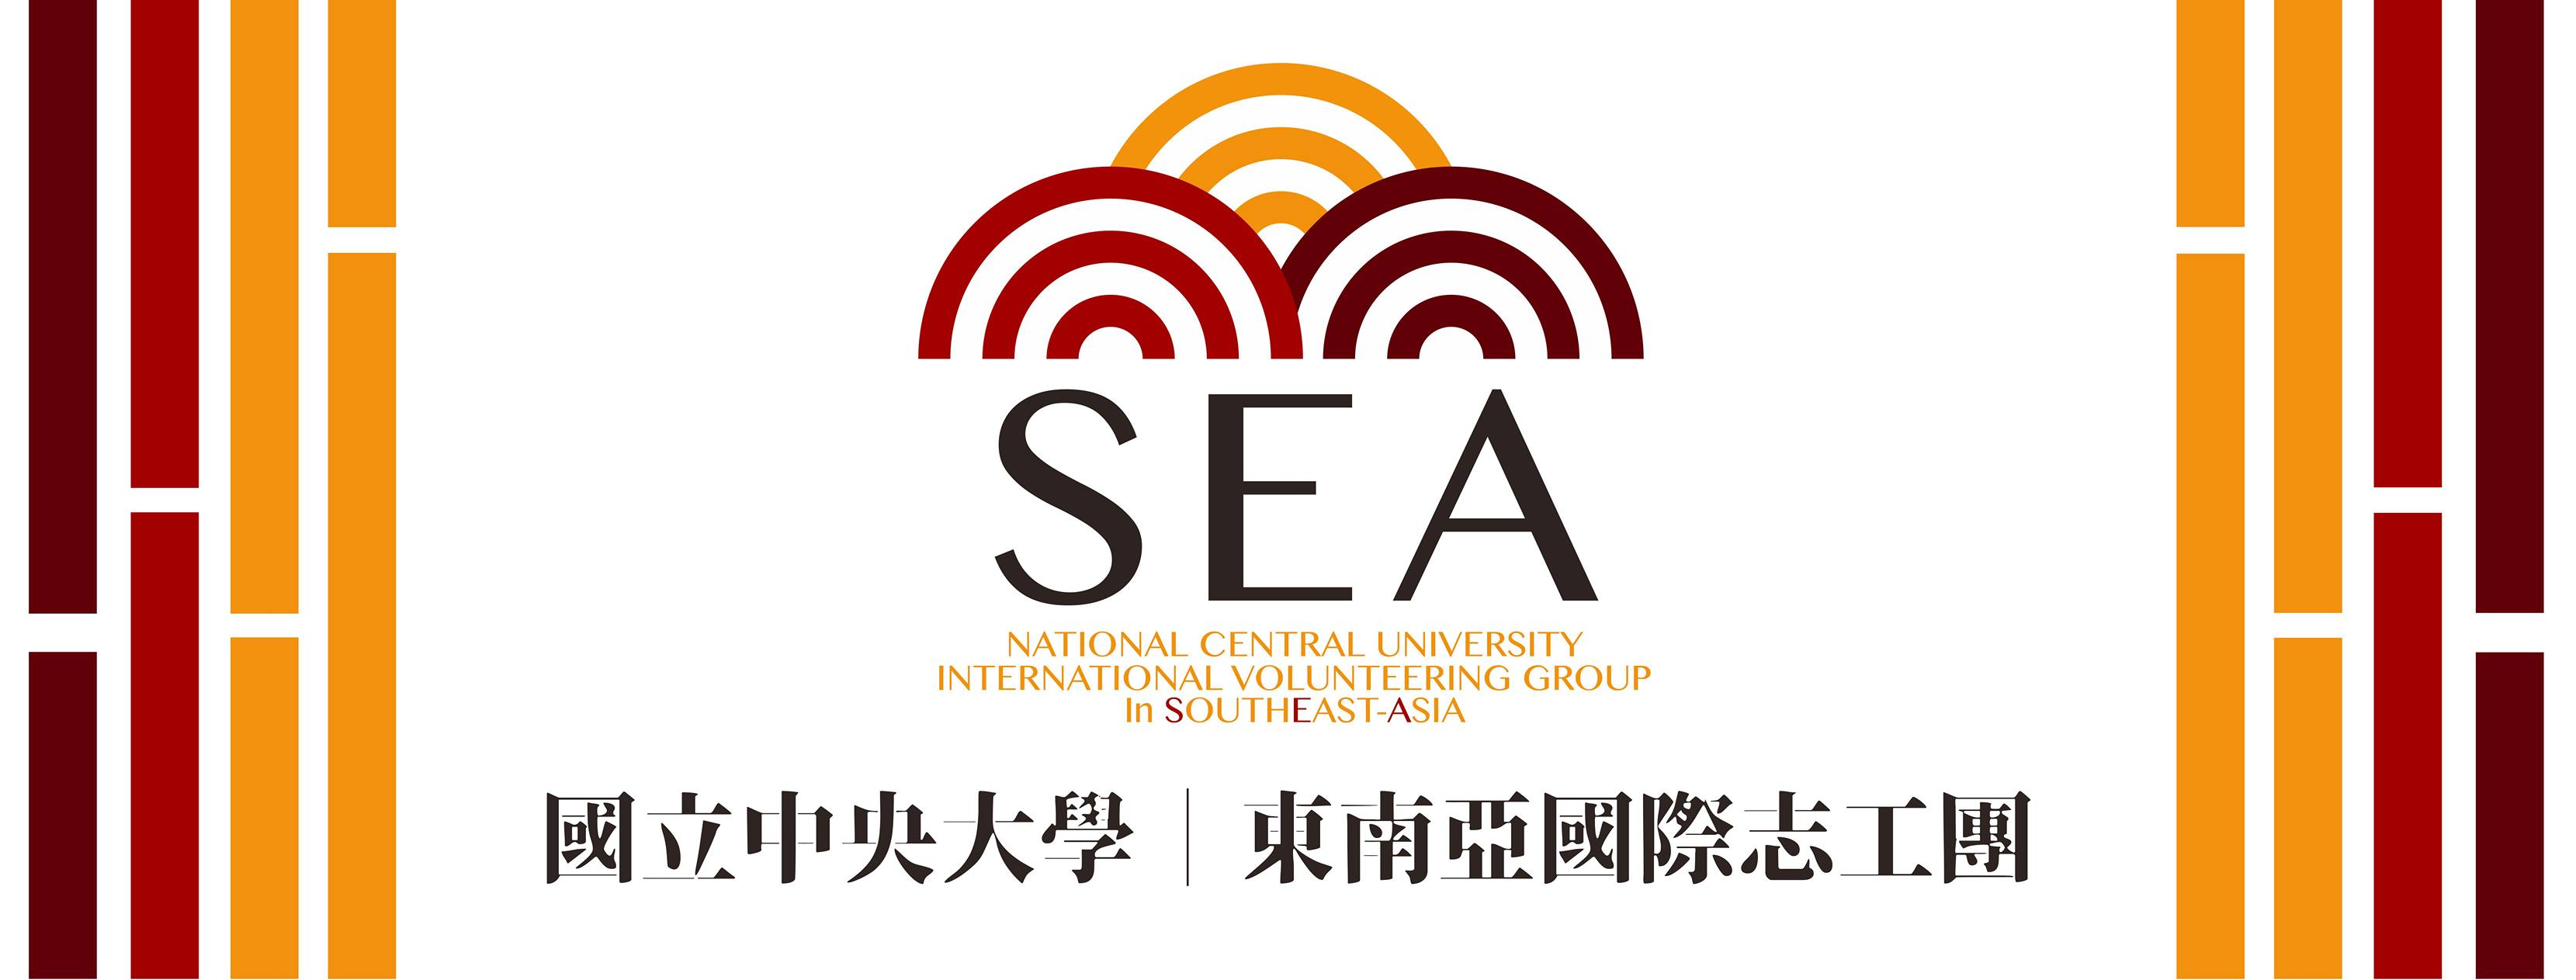 SEA
NATIONAL CENTRAL UNIVERSITY
INTERNATIONAL VOLUNTEERING GROUP
In SOUTHEAST-ASIA
國立中央大學｜東南亞國際志工團